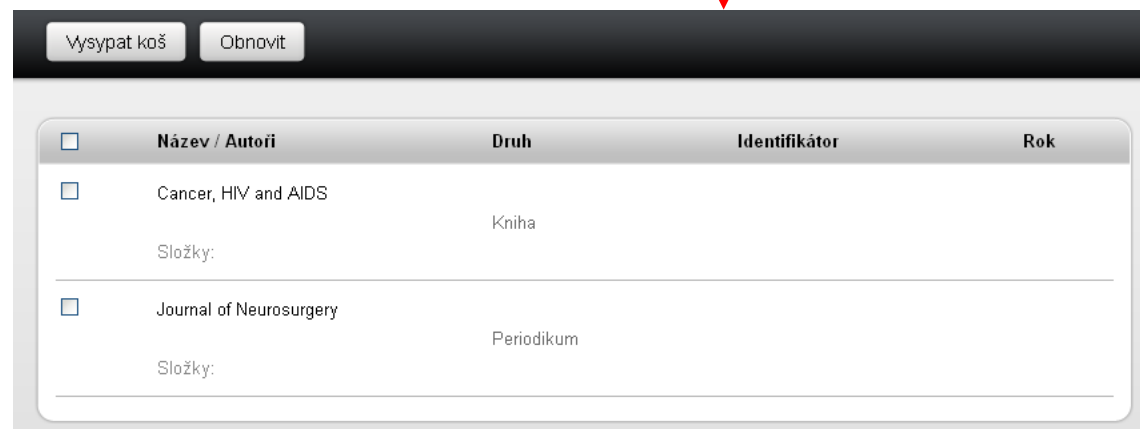 Vysypat koš Obnovit
Název / Autoři Druh Identifikátor Rok
Cancer, HIV and AIDS
Kniha
Složky:
Journal of Neurosurgery
Periodikum
Složky: